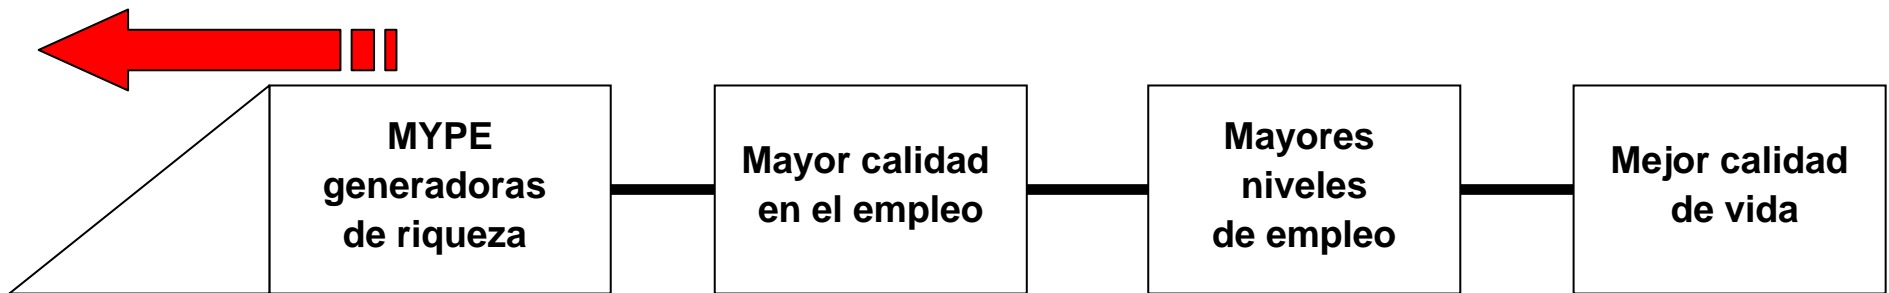 MYPE
generadoras
de riqueza
Mayor calidad
en el empleo
Mayores
niveles
de empleo
Mejor calidad
de vida